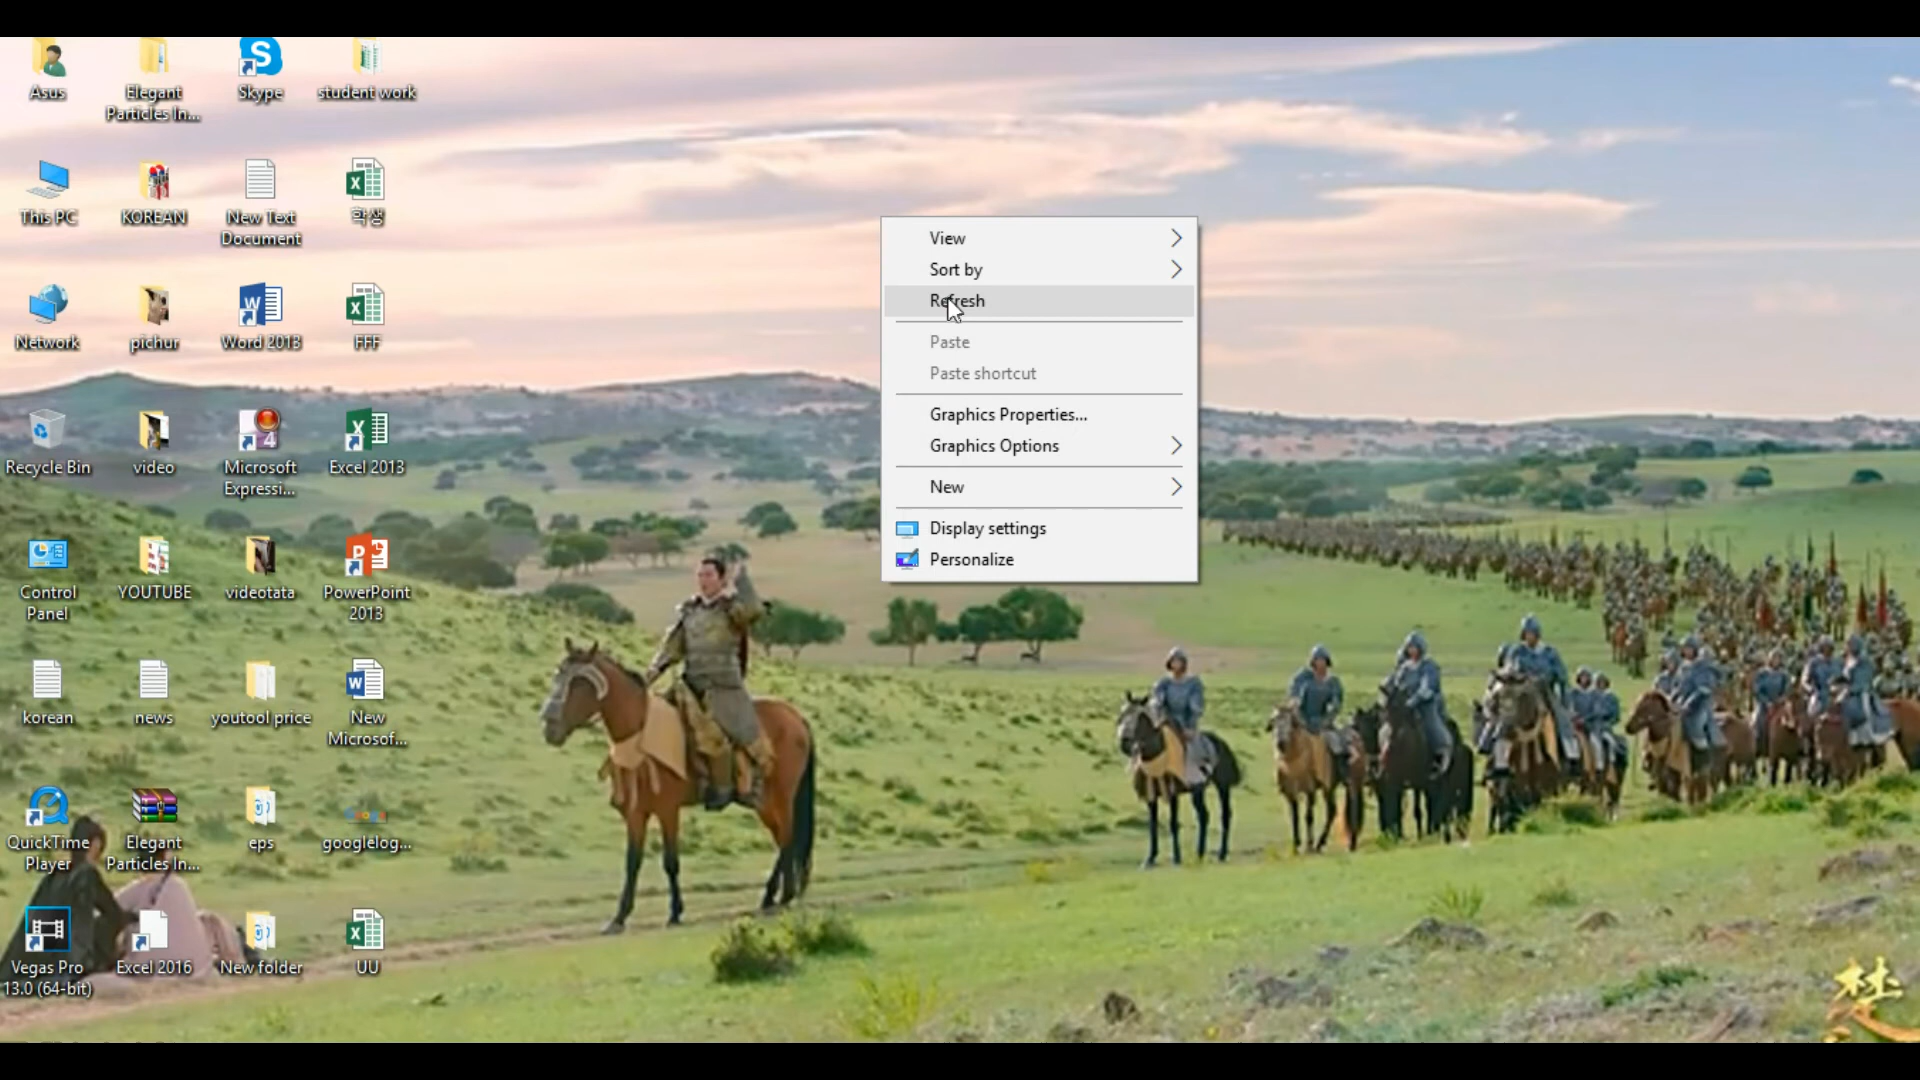 Asus
Elegant
Particles In...
Skype
student work
This PC
KOREAN
New Text
Document
학생
Network
pichur
Word 2013
FFF
Recycle Bin
video
Microsoft
Expressi...
Excel 2013
Control
Panel
YOUTUBE
videotata
PowerPoint
2013
korean
news
youtool price
New
Microsof...
QuickTime
Player
Elegant
Particles In...
eps
googlelog...
Vegas Pro
13.0 (64-bit)
Excel 2016
New folder
UU
View
Sort by
Refresh
Paste
Paste shortcut
Graphics Properties...
Graphics Options
New
Display settings
Personalize
楚